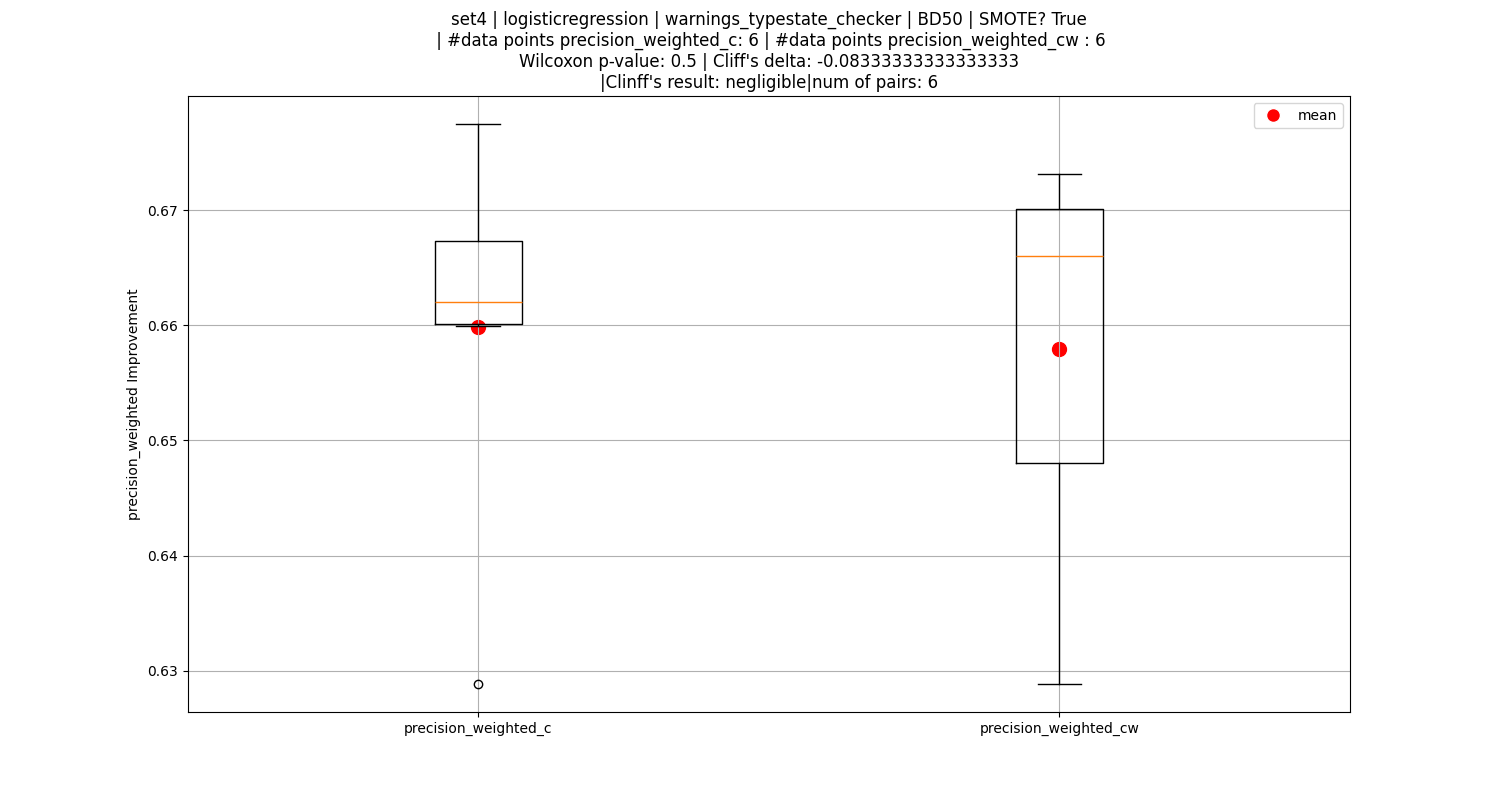 set4 | logisticregression | warnings_typestate_checker | BD50 | SMOTE? True
| #data points precision_weighted_c: 6 | #data points precision_weighted_cw : 6
Wilcoxon p-value: 0.5 | Cliff's delta: -0.08333333333333333
|Clinff's result: negligible|num of pairs: 6
mean
0.67
0.66
0.65
0.64
0.63
precision_weighted Improvement
precision_weighted_c
precision_weighted_cw